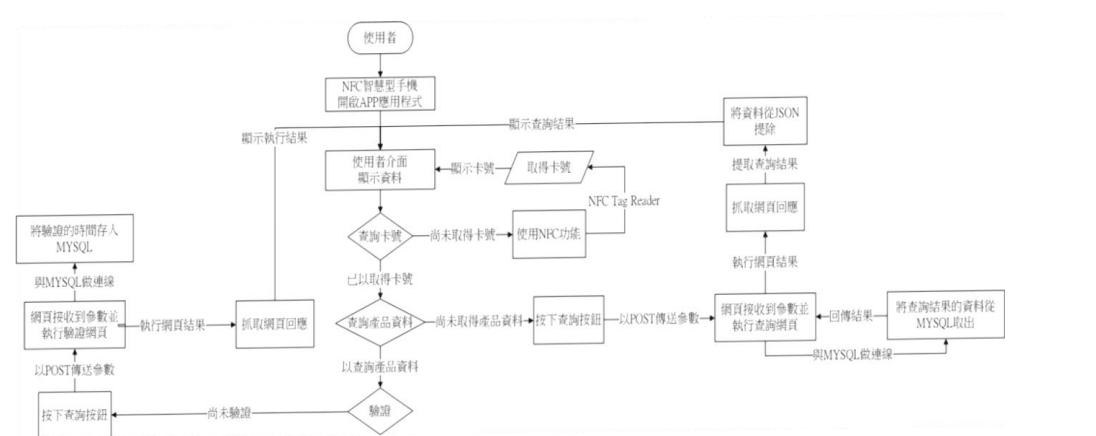 使用者
NFC智慧型手機
開啟APP應用程式
顯示查詢結果
將資料從JSON
提除
顯示執行結果
使用者介面
顯示資料
顯示卡號
取得卡號
提取查詢結果
NFC Tag Reader
抓取網頁回應
將驗證的時間存入
MYSQL
查詢卡號
尚未取得卡號
使用NFC功能
執行網頁結果
與MYSQL做連線
已以取得卡號
網頁接收到參數並
執行驗證網頁
執行網頁結果
抓取網頁回應
查詢產品資料
尚未取得產品資料
按下查詢按鈕
以POST傳送參數
網頁接收到參數並
執行查詢網頁
回傳結果
將查詢結果的資料從
MYSQL取出
與MYSQL做連線
以POST傳送參數
以查詢產品資料
按下查詢按鈕
尚未驗證
驗證